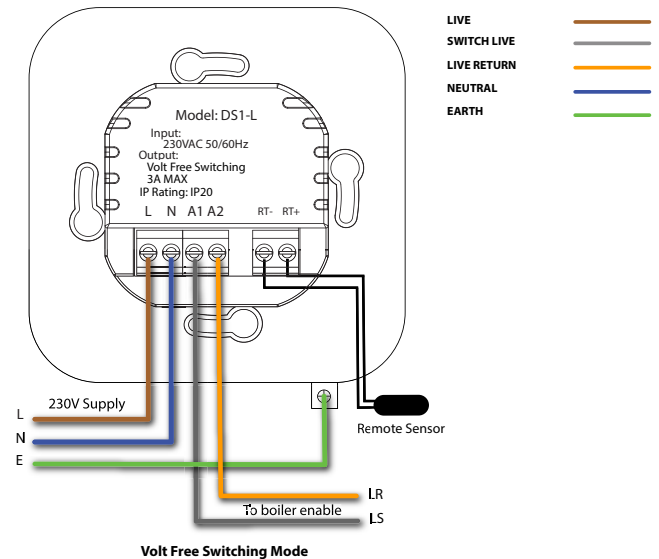 LIVE
SWITCH LIVE
LIVE RETURN
NEUTRAL
EARTH
Model: DS1-L
Input:
230VAC 50/60Hz
Output:
Volt Free Switching
3A MAX
IP Rating: IP20
L N A1 A2 RT- RT+
230V Supply
L
N
E
Remote Sensor
LR
To boiler enable
LS
Volt Free Switching Mode